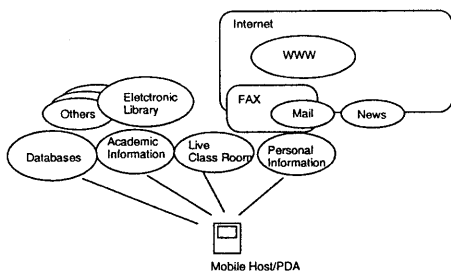 Internet
WWW
Eletctronic
Library
FAX
Others
Mail
News
Databases
Academic
Information
Live
Class Room
Personal
Information
Mobile Host/PDA